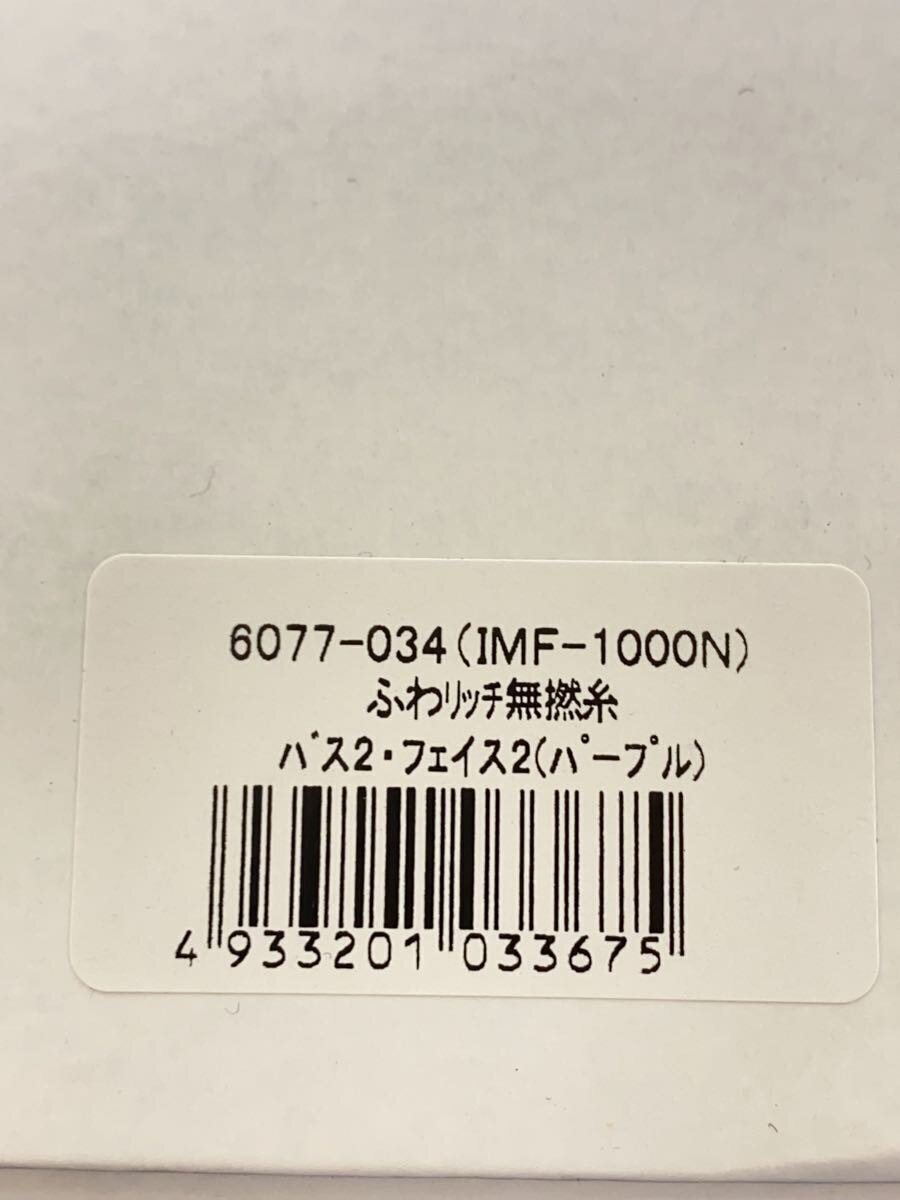 6077-034(IMF-1000N)
ふわﾘｯﾁ無撚糸
ﾊﾞｽ2・ﾌｪｲｽ2(ﾊﾟｰﾌﾟﾙ)
4 933201 033675